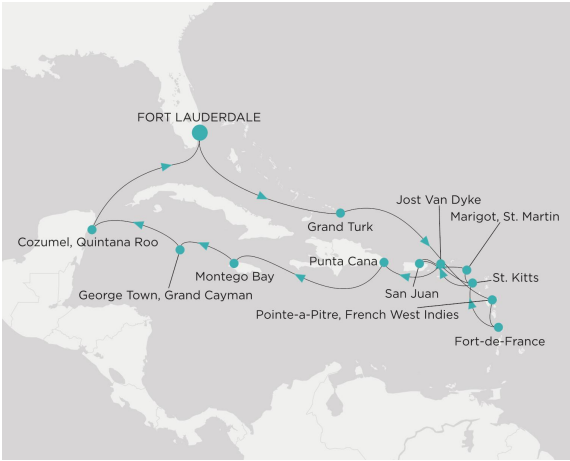 FORT LAUDERDALE
Jost Van Dyke
Marigot, St. Martin
Grand Turk
Cozumel, Quintana Roo
Punta Cana
Montego Bay
St. Kitts
George Town, Grand Cayman
San Juan
Pointe-a-Pitre, French West Indies
Fort-de-France